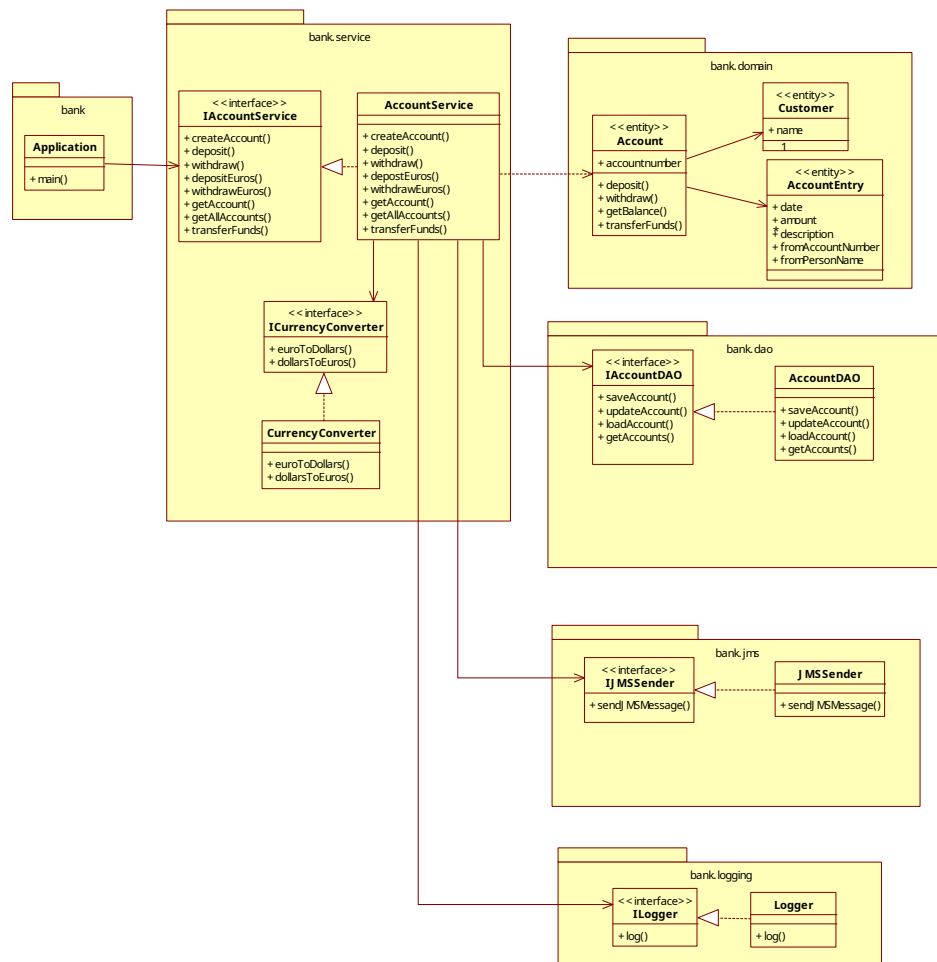 bank
Application
+ main()
bank.service
<<interface>>
IAccountService
+ createAccount()
+ deposit()
+ withdraw()
+ depositEuros()
+ withdrawEuros()
+ getAccount()
+ getAllAccounts()
+ transferFunds()
AccountService
+ createAccount()
+ deposit()
+ withdraw()
+ depostEuros()
+ withdrawEuros()
+ getAccount()
+ getAllAccounts()
+ transferFunds()
<<interface>>
ICurrencyConverter
+ euroToDollars()
+ dollarsToEuros()
CurrencyConverter
+ euroToDollars()
+ dollarsToEuros()
bank.domain
<<entity>>
Account
+ accountnumber
+ deposit()
+ withdraw()
+ getBalance()
+ transferFunds()
<<entity>>
Customer
+ name
1
<<entity>>
AccountEntry
+ date
+ amount
*
+ description
+ fromAccountNumber
+ fromPersonName
bank.dao
<<interface>>
IAccountDAO
+ saveAccount()
+ updateAccount()
+ loadAccount()
+ getAccounts()
AccountDAO
+ saveAccount()
+ updateAccount()
+ loadAccount()
+ getAccounts()
bank.jms
<<interface>>
IJMSSender
+ sendJMSMessage()
JMSSender
+ sendJMSMessage()
bank.logging
<<interface>>
ILogger
+ log()
Logger
+ log()